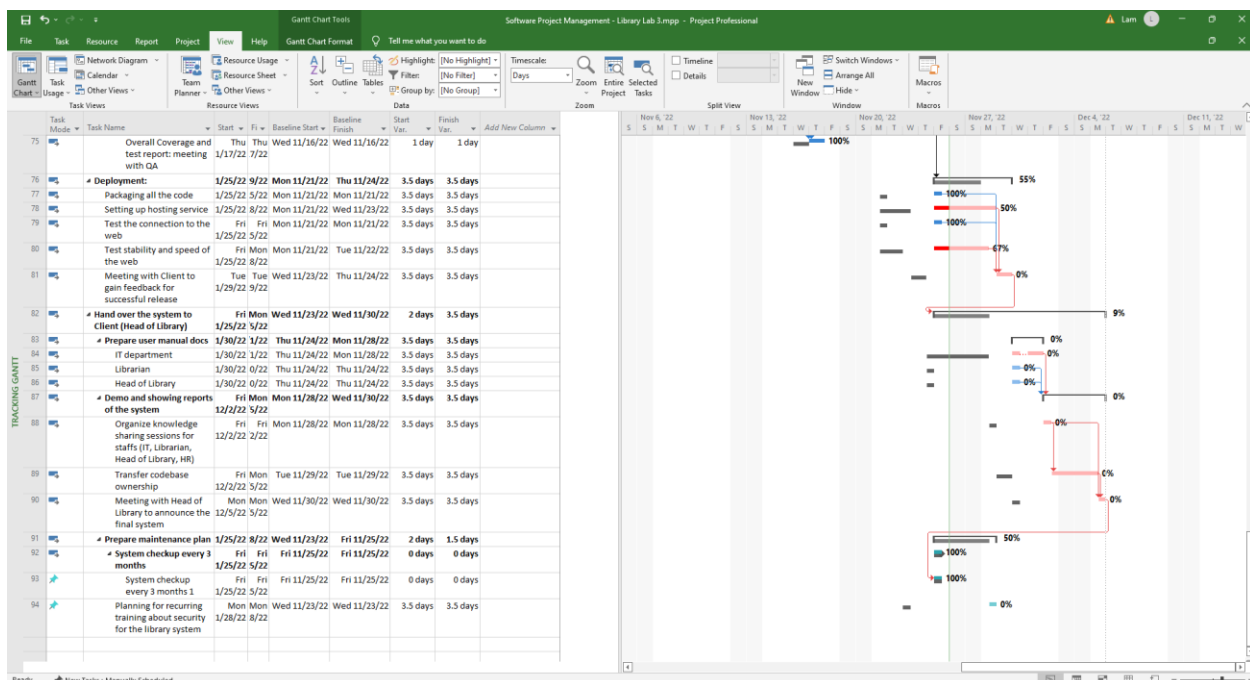 Gantt Chart Tools
Software Project Management - Library Lab 3.mpp - Project Professional
Lam
L
File Task Resource Report Project View Help Gantt Chart Format Tell me what you want to do
Network Diagram Resource Usage Highlight: [No Highlight] Timescale: Timeline Switch Windows
Calendar Resource Sheet Filter: [No Filter] Days Details Arrange All
Other Views Other Views Group by: [No Group] Hide
Gantt Chart Task Usage Team Planner Sort Outline Tables Zoom Entire Project Selected Tasks New Window Macros
Task Views Resource Views Data Zoom Split View Window Macros
Task Mode Task Name Start Fi Baseline Start Baseline Finish Start Var. Finish Var. Add New Column
Nov 6, '22 Nov 13, '22 Nov 20, '22 Nov 27, '22 Dec 4, '22 Dec 11, '22
S S M T W T F S S M T W T F S S M T W T F S S M T W T F S S M T W T F S S M T W
75 Overall Coverage and Thu Thu Wed 11/16/22 Wed 11/16/22 1 day 1 day 100%
test report: meeting 1/17/22 7/22
with QA
76 Deployment: 1/25/22 9/22 Mon 11/21/22 Thu 11/24/22 3.5 days 3.5 days 55%
77 Packaging all the code 1/25/22 5/22 Mon 11/21/22 Mon 11/21/22 3.5 days 3.5 days 100%
78 Setting up hosting service 1/25/22 8/22 Mon 11/21/22 Wed 11/23/22 3.5 days 3.5 days 50%
79 Test the connection to the Fri Fri Mon 11/21/22 Mon 11/21/22 3.5 days 3.5 days 100%
web 1/25/22 5/22
80 Test stability and speed of Fri Mon Mon 11/21/22 Tue 11/22/22 3.5 days 3.5 days 67%
the web 1/25/22 8/22
81 Meeting with Client to Tue Tue Wed 11/23/22 Thu 11/24/22 3.5 days 3.5 days 0%
gain feedback for 1/29/22 9/22
successful release
82 Hand over the system to Fri Mon Wed 11/23/22 Wed 11/30/22 2 days 3.5 days 9%
Client (Head of Library) 1/25/22 5/22
83 Prepare user manual docs 1/30/22 1/22 Thu 11/24/22 Mon 11/28/22 3.5 days 3.5 days 0%
84 IT department 1/30/22 1/22 Thu 11/24/22 Mon 11/28/22 3.5 days 3.5 days 0%
85 Librarian 1/30/22 0/22 Thu 11/24/22 Thu 11/24/22 3.5 days 3.5 days 0%
86 Head of Library 1/30/22 0/22 Thu 11/24/22 Thu 11/24/22 3.5 days 3.5 days 0%
87 Demo and showing reports Fri Mon Mon 11/28/22 Wed 11/30/22 3.5 days 3.5 days 0%
of the system 12/2/22 5/22
88 Organize knowledge Fri Fri Mon 11/28/22 Mon 11/28/22 3.5 days 3.5 days 0%
sharing sessions for 12/2/22 2/22
staffs (IT, Librarian,
Head of Library, HR)
89 Transfer codebase Fri Mon Tue 11/29/22 Tue 11/29/22 3.5 days 3.5 days 0%
ownership 12/2/22 5/22
90 Meeting with Head of Mon Mon Wed 11/30/22 Wed 11/30/22 3.5 days 3.5 days 0%
Library to announce the 12/5/22 5/22
final system
91 Prepare maintenance plan 1/25/22 8/22 Wed 11/23/22 Fri 11/25/22 2 days 1.5 days 50%
92 System checkup every 3 Fri Fri Fri 11/25/22 Fri 11/25/22 0 days 0 days 100%
months 1/25/22 5/22
93 System checkup Fri Fri Fri 11/25/22 Fri 11/25/22 0 days 0 days 100%
every 3 months 1 1/25/22 5/22
94 Planning for recurring Mon Mon Wed 11/23/22 Wed 11/23/22 3.5 days 3.5 days 0%
training about security 1/28/22 8/22
for the library system
TRACKING GANTT
Ready New Tasks : Manually Scheduled